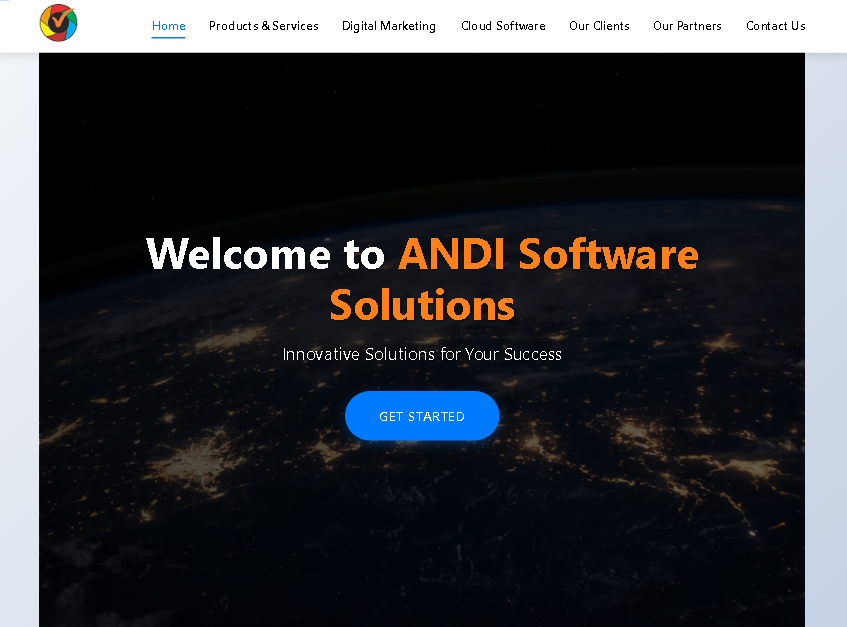 Home Products & Services Digital Marketing Cloud Software Our Clients Our Partners Contact Us
Welcome to ANDI Software
Solutions
Innovative Solutions for Your Success
GET STARTED